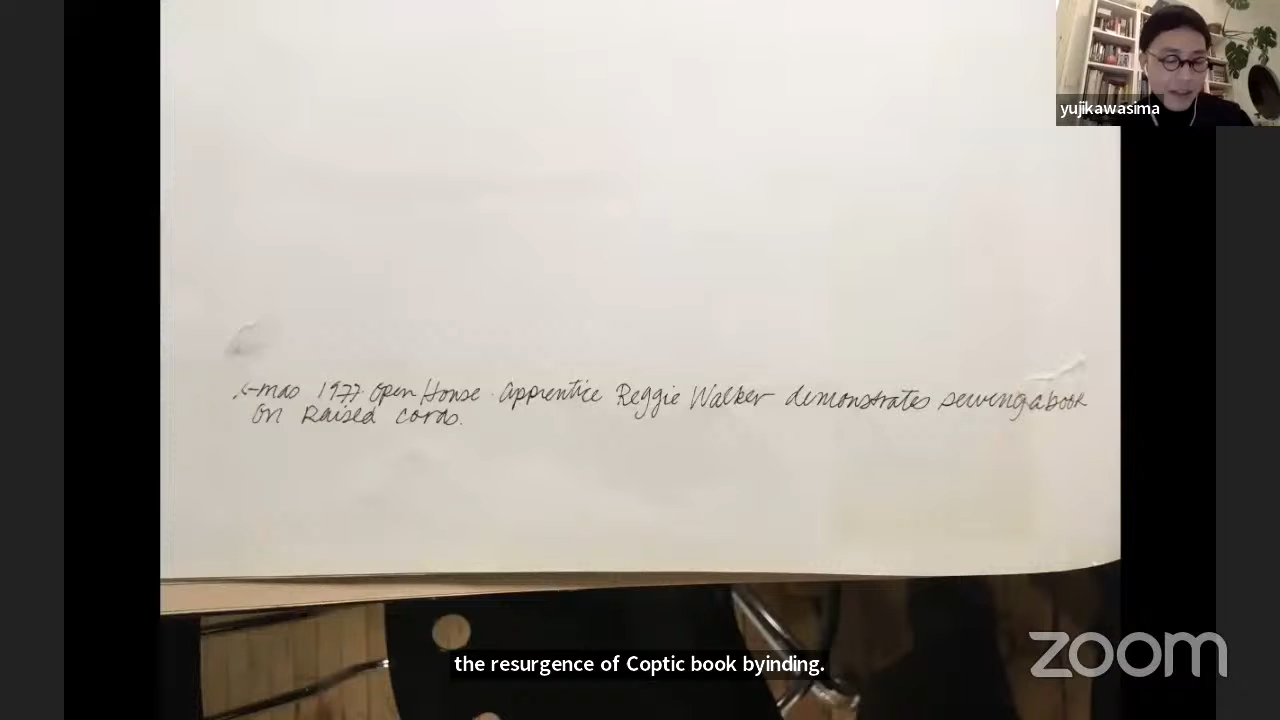 yujikawasima
X-mas 1977 Open House. Apprentice Reggie Walker demonstrates sewing a book
on Raised cords.
the resurgence of Coptic book byinding.
zoom